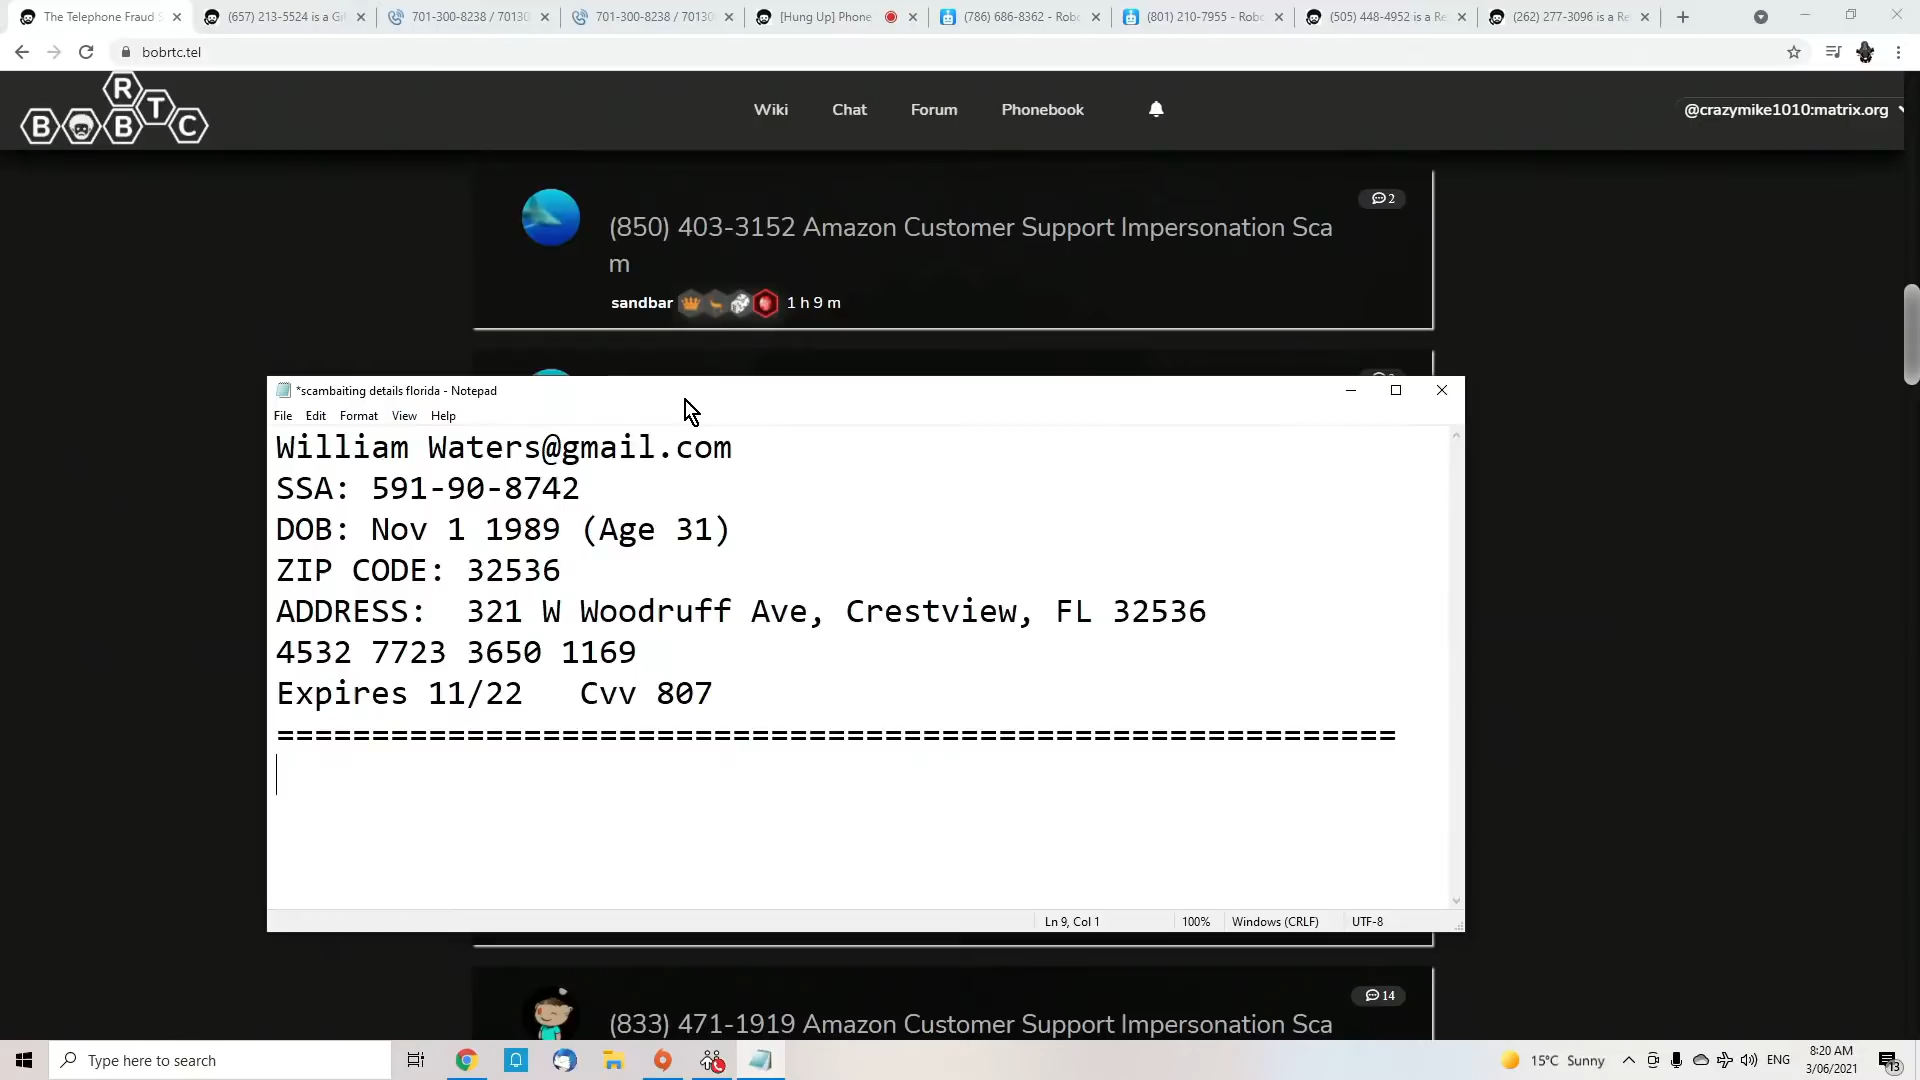 The Telephone Fraud S
(657) 213-5524 is a Gi
701-300-8238 / 70130
701-300-8238 / 70130
[Hung Up] Phone
(786) 686-8362 - Robo
(801) 210-7955 - Robo
(505) 448-4952 is a Re
(262) 277-3096 is a Re
bobrtc.tel
BOBRTC
Wiki
Chat
Forum
Phonebook
@crazymike1010:matrix.org
2
(850) 403-3152 Amazon Customer Support Impersonation Sca
m
sandbar 1 h 9 m
*scambaiting details florida - Notepad
File Edit Format View Help
William Waters@gmail.com
SSA: 591-90-8742
DOB: Nov 1 1989 (Age 31)
ZIP CODE: 32536
ADDRESS:  321 W Woodruff Ave, Crestview, FL 32536
4532 7723 3650 1169
Expires 11/22   Cvv 807
===========================================================
Ln 9, Col 1
100%
Windows (CRLF)
UTF-8
14
(833) 471-1919 Amazon Customer Support Impersonation Sca
Type here to search
15°C Sunny
ENG
8:20 AM
3/06/2021
13